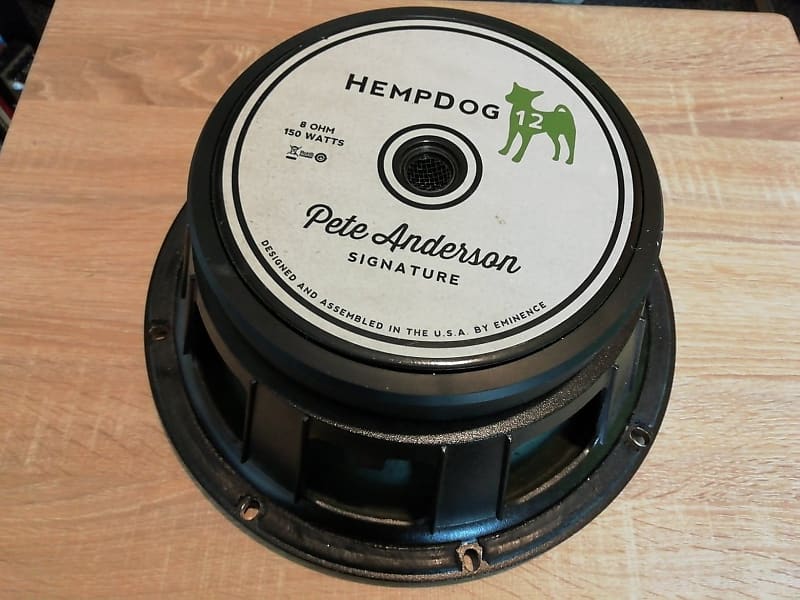 HEMPDOG
12
8 OHM
150 WATTS
Pete Anderson
SIGNATURE
DESIGNED AND ASSEMBLED IN THE U.S.A. BY EMINENCE